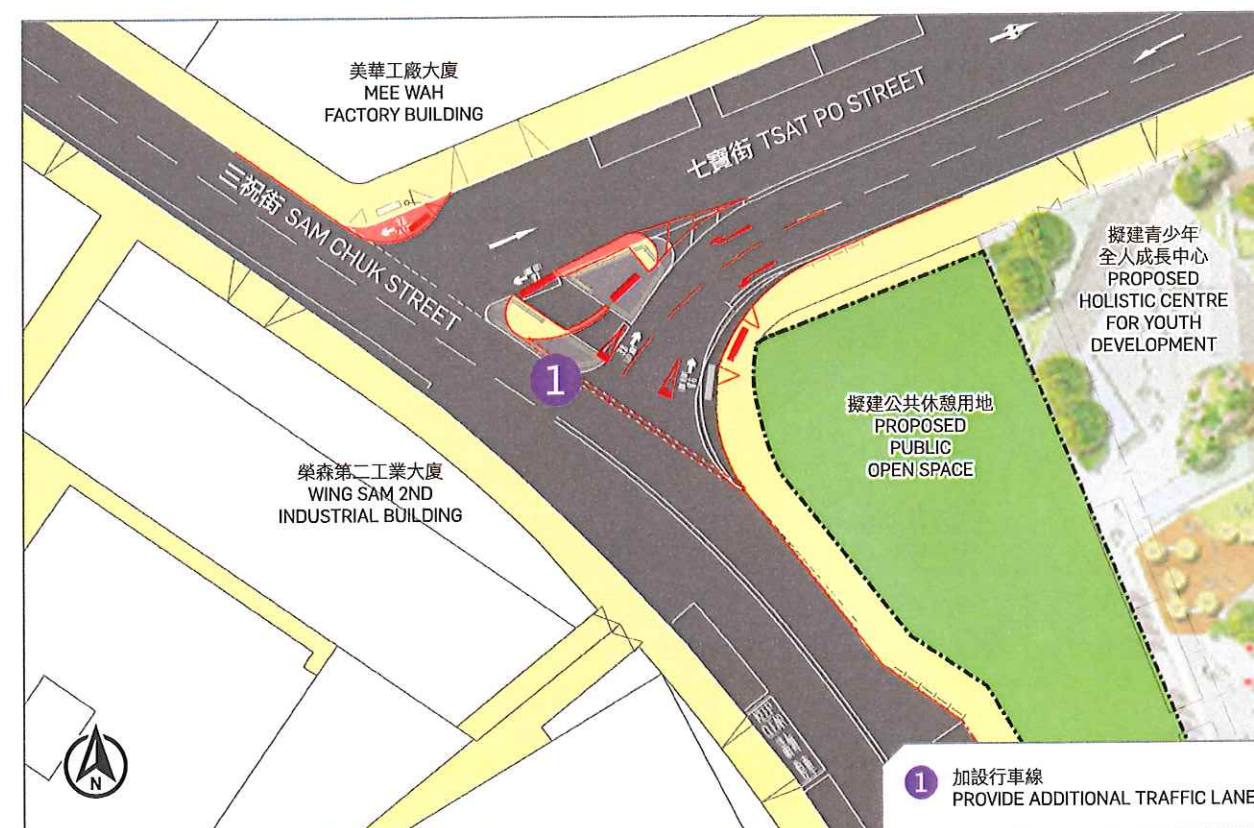 美華工廠大廈
MEE WAH
FACTORY BUILDING
七寶街 TSAT PO STREET
三祝街 SAM CHUK STREET
擬建青少年
全人成長中心
PROPOSED
HOLISTIC CENTRE
FOR YOUTH
DEVELOPMENT
1
擬建公共休憩用地
PROPOSED
PUBLIC
OPEN SPACE
榮森第二工業大廈
WING SAM 2ND
INDUSTRIAL BUILDING
N
1
加設行車線
PROVIDE ADDITIONAL TRAFFIC LANE